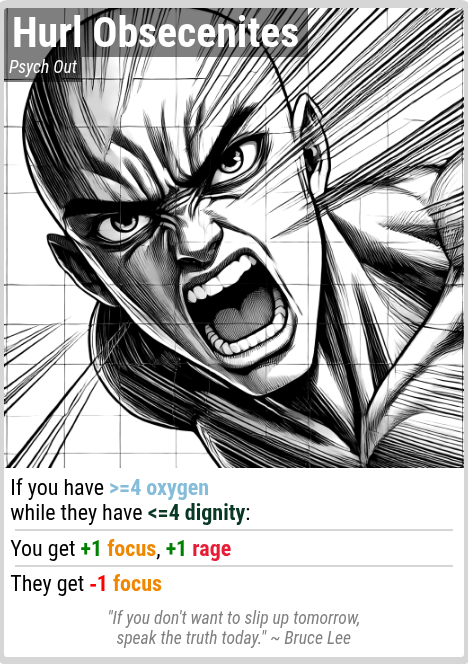 Hurl Obsecenites
Psych Out
If you have >=4 oxygen
while they have <=4 dignity:
You get +1 focus, +1 rage
They get -1 focus
"If you don't want to slip up tomorrow,
speak the truth today." ~ Bruce Lee